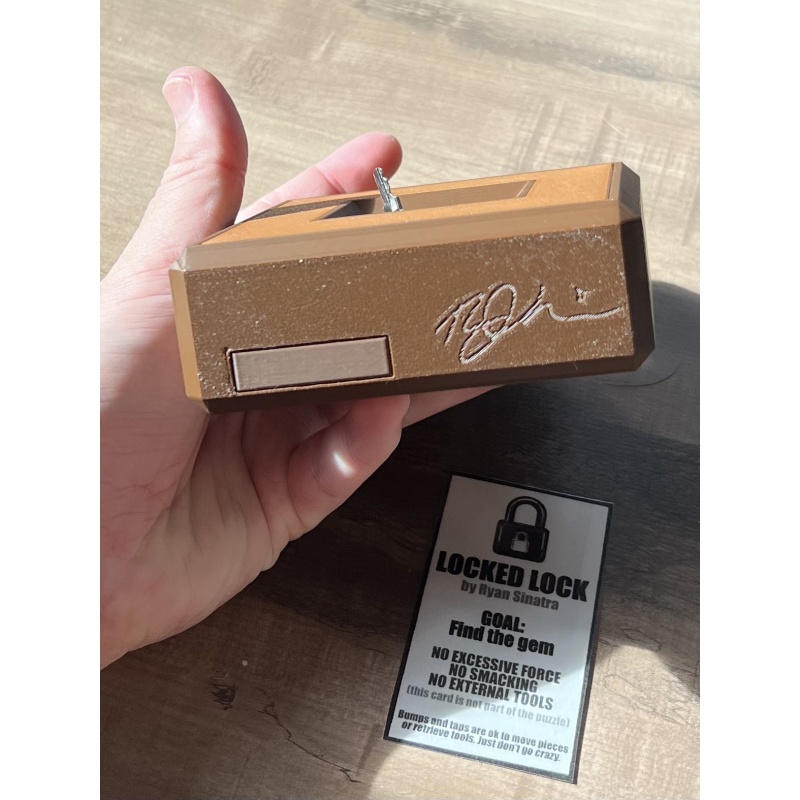 LOCKED LOCK
by Ryan Sinatra
GOAL:
Find the gem
NO EXCESSIVE FORCE
NO SMACKING
NO EXTERNAL TOOLS
(this card is not part of the puzzle)
Bumps and taps are ok to move pieces
or retrieve tools. Just don't go crazy.